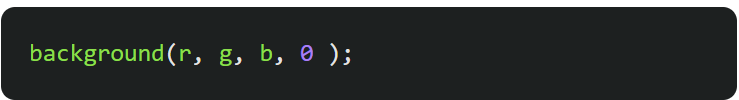 background(r, g, b, 0 );